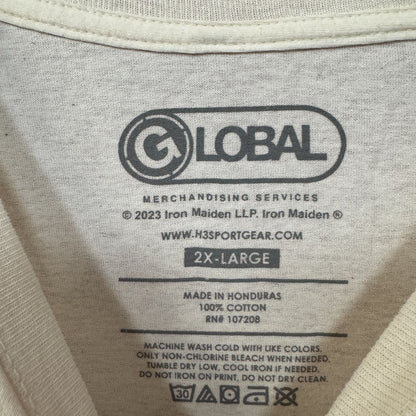 GLOBAL
MERCHANDISING SERVICES
© 2023 Iron Maiden LLP. Iron Maiden ®
WWW.H3SPORTGEAR.COM
2X-LARGE
MADE IN HONDURAS
100% COTTON
RN# 107208
MACHINE WASH COLD WITH LIKE COLORS.
ONLY NON-CHLORINE BLEACH WHEN NEEDED.
TUMBLE DRY LOW, COOL IRON IF NEEDED.
DO NOT IRON ON PRINT, DO NOT DRY CLEAN.
30